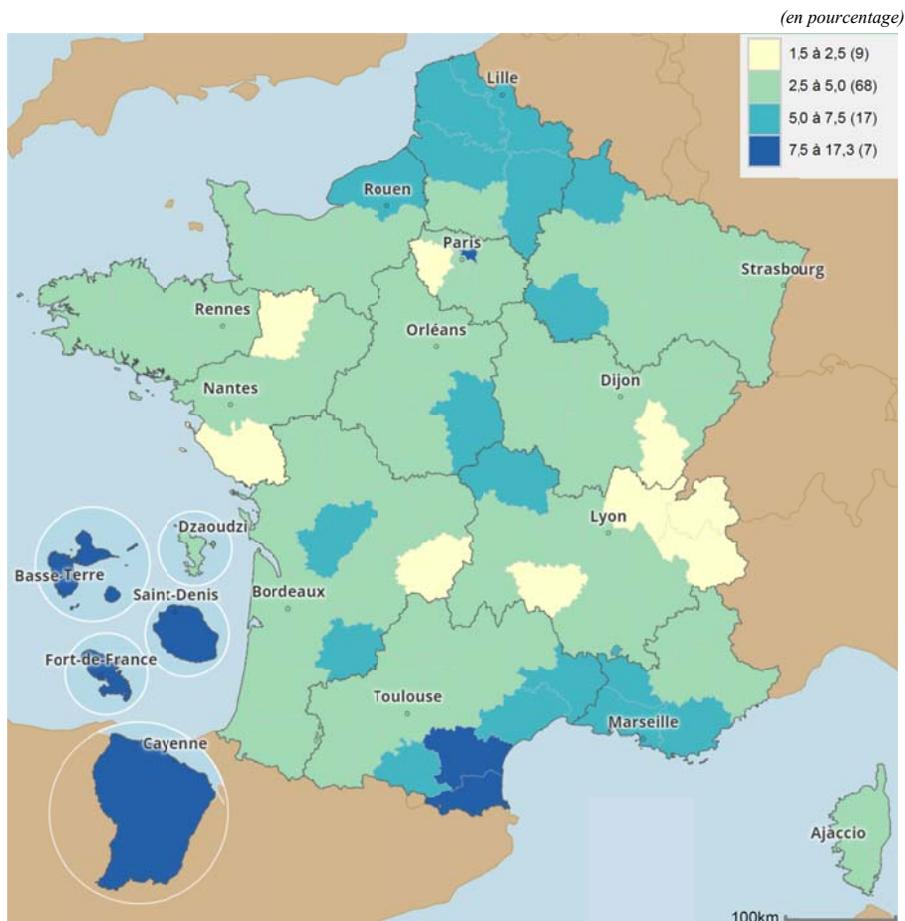 (en pourcentage)
1,5 à 2,5 (9)
2,5 à 5,0 (68)
5,0 à 7,5 (17)
7,5 à 17,3 (7)
Lille
Rouen
Paris
Strasbourg
Rennes
Orléans
Nantes
Dijon
Lyon
Dzaoudzi
Basse-Terre
Saint-Denis
Bordeaux
Fort-de-France
Toulouse
Marseille
Cayenne
Ajaccio
100km